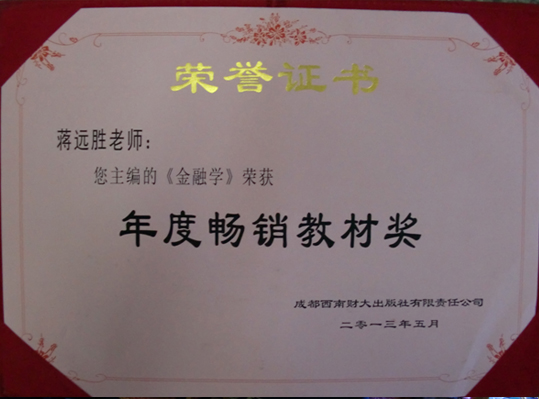 荣誉证书
蒋远胜老师：
您主编的《金融学》荣获
年度畅销教材奖
成都西南财大出版社有限责任公司
二零一三年五月